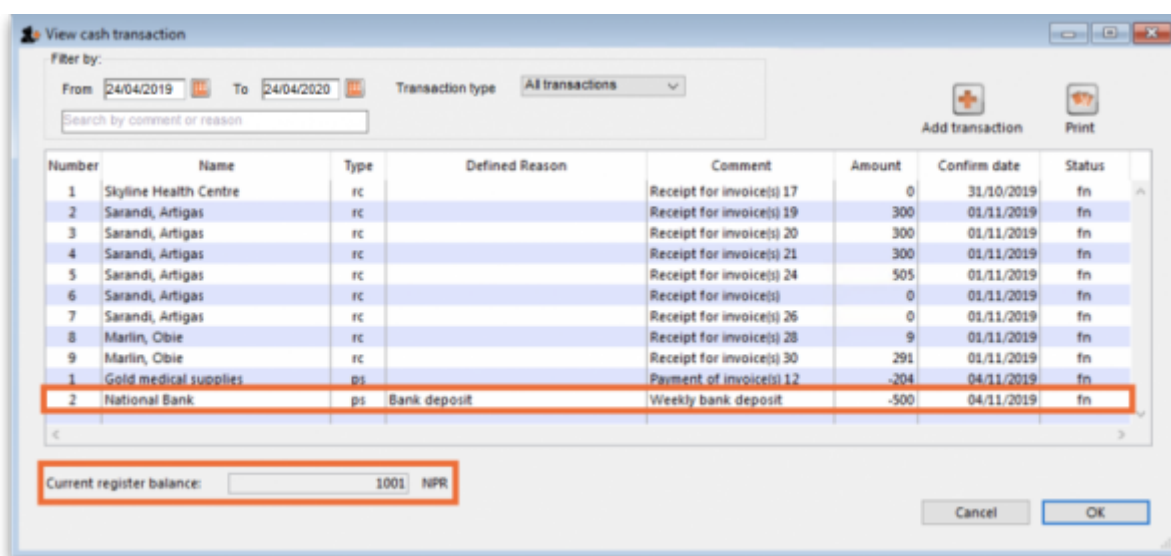 View cash transaction
Filter by:
From 24/04/2019 To 24/04/2020 Transaction type All transactions
Search by comment or reason
Add transaction Print
Number Name Type Defined Reason Comment Amount Confirm date Status
1 Skyline Health Centre rc Receipt for invoice(s) 17 0 31/10/2019 fn
2 Sarandi, Artigas rc Receipt for invoice(s) 19 300 01/11/2019 fn
3 Sarandi, Artigas rc Receipt for invoice(s) 20 300 01/11/2019 fn
4 Sarandi, Artigas rc Receipt for invoice(s) 21 300 01/11/2019 fn
5 Sarandi, Artigas rc Receipt for invoice(s) 24 505 01/11/2019 fn
6 Sarandi, Artigas rc Receipt for invoice(s) 0 01/11/2019 fn
7 Sarandi, Artigas rc Receipt for invoice(s) 26 0 01/11/2019 fn
8 Marlin, Obie rc Receipt for invoice(s) 28 9 01/11/2019 fn
9 Marlin, Obie rc Receipt for invoice(s) 30 291 01/11/2019 fn
1 Gold medical supplies ps Payment of invoice(s) 12 -204 04/11/2019 fn
2 National Bank ps Bank deposit Weekly bank deposit -500 04/11/2019 fn
Current register balance: 1001 NPR
Cancel OK